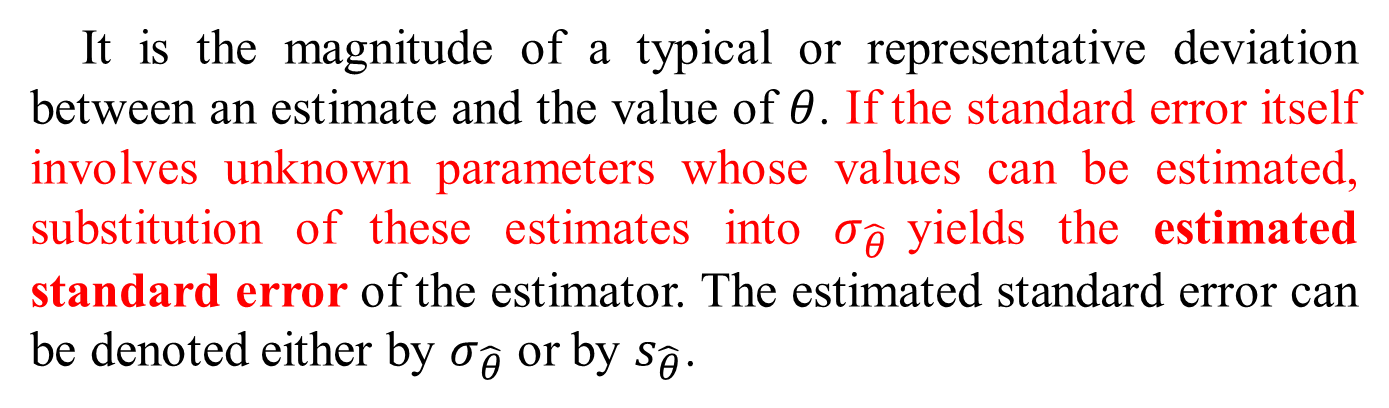 It is the magnitude of a typical or representative deviation
between an estimate and the value of θ. If the standard error itself
involves unknown parameters whose values can be estimated,
substitution of these estimates into σ_θ̂ yields the estimated
standard error of the estimator. The estimated standard error can
be denoted either by σ_θ̂ or by s_θ̂.